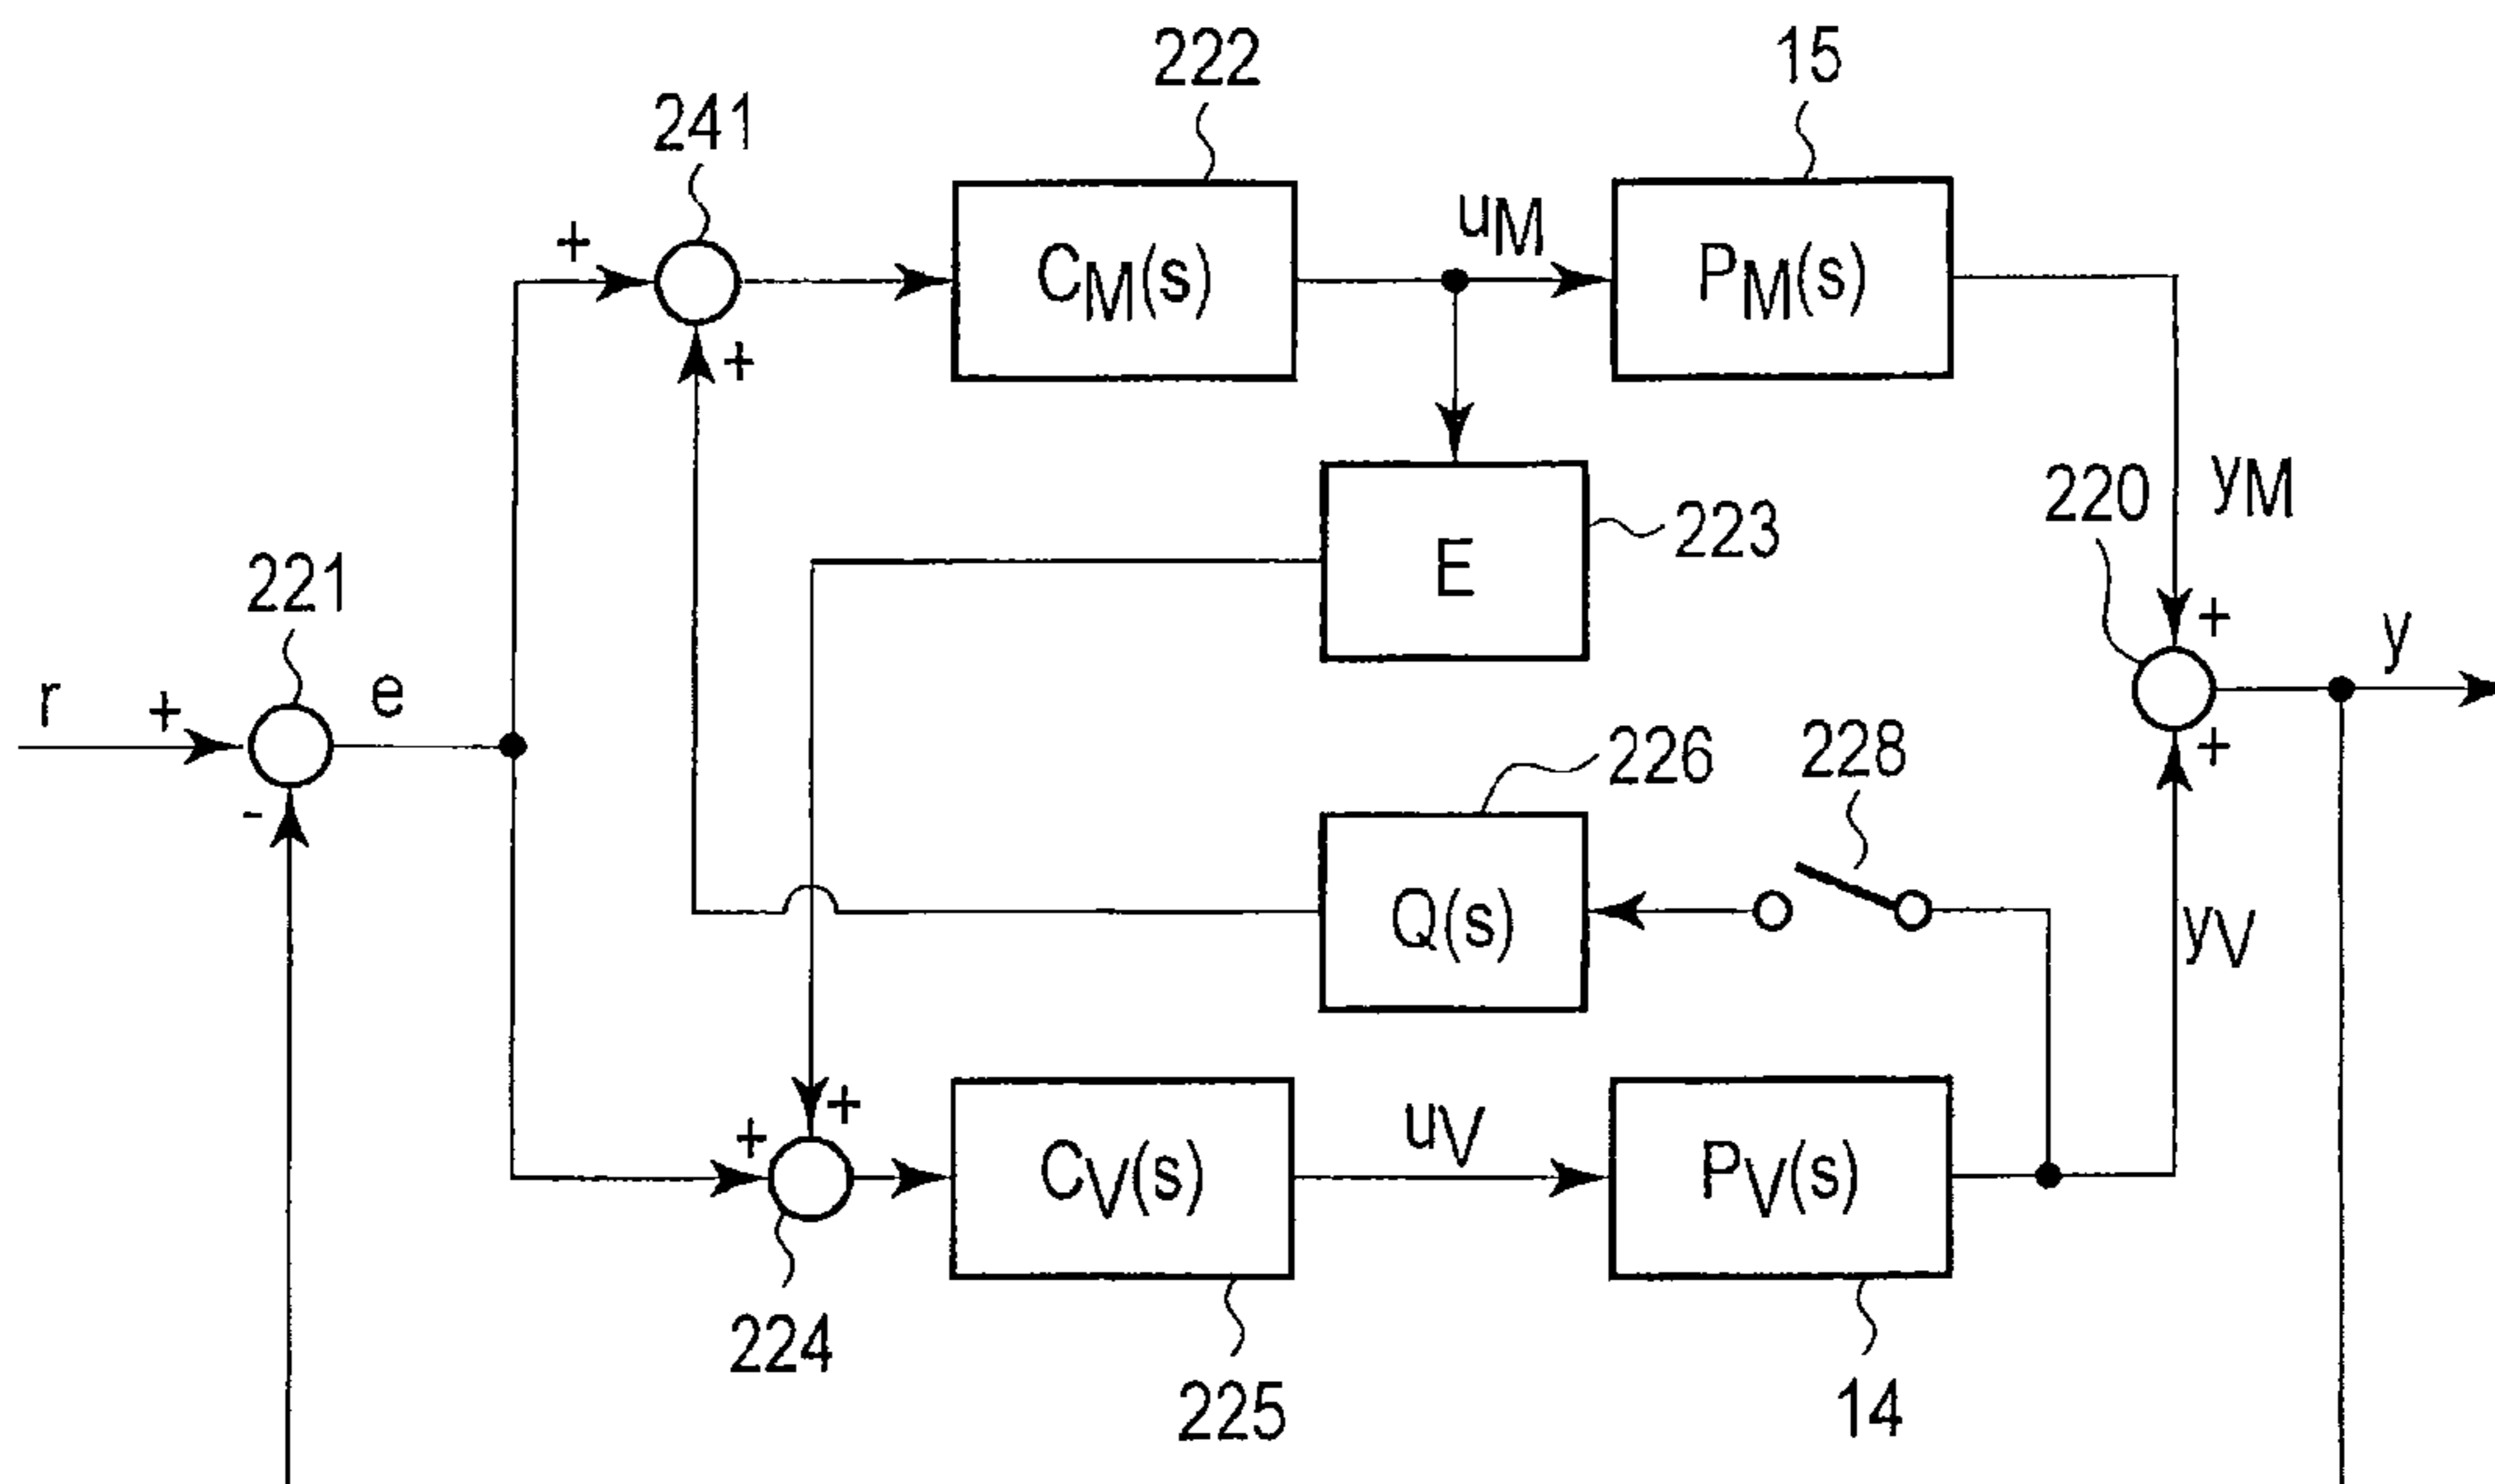 222
15
241
+
CM(s)
uM
PM(s)
+
E
223
220
yM
221
r
+
e
-
+
y
+
226
228
Q(s)
yV
+
+
CV(s)
uV
PV(s)
224
225
14